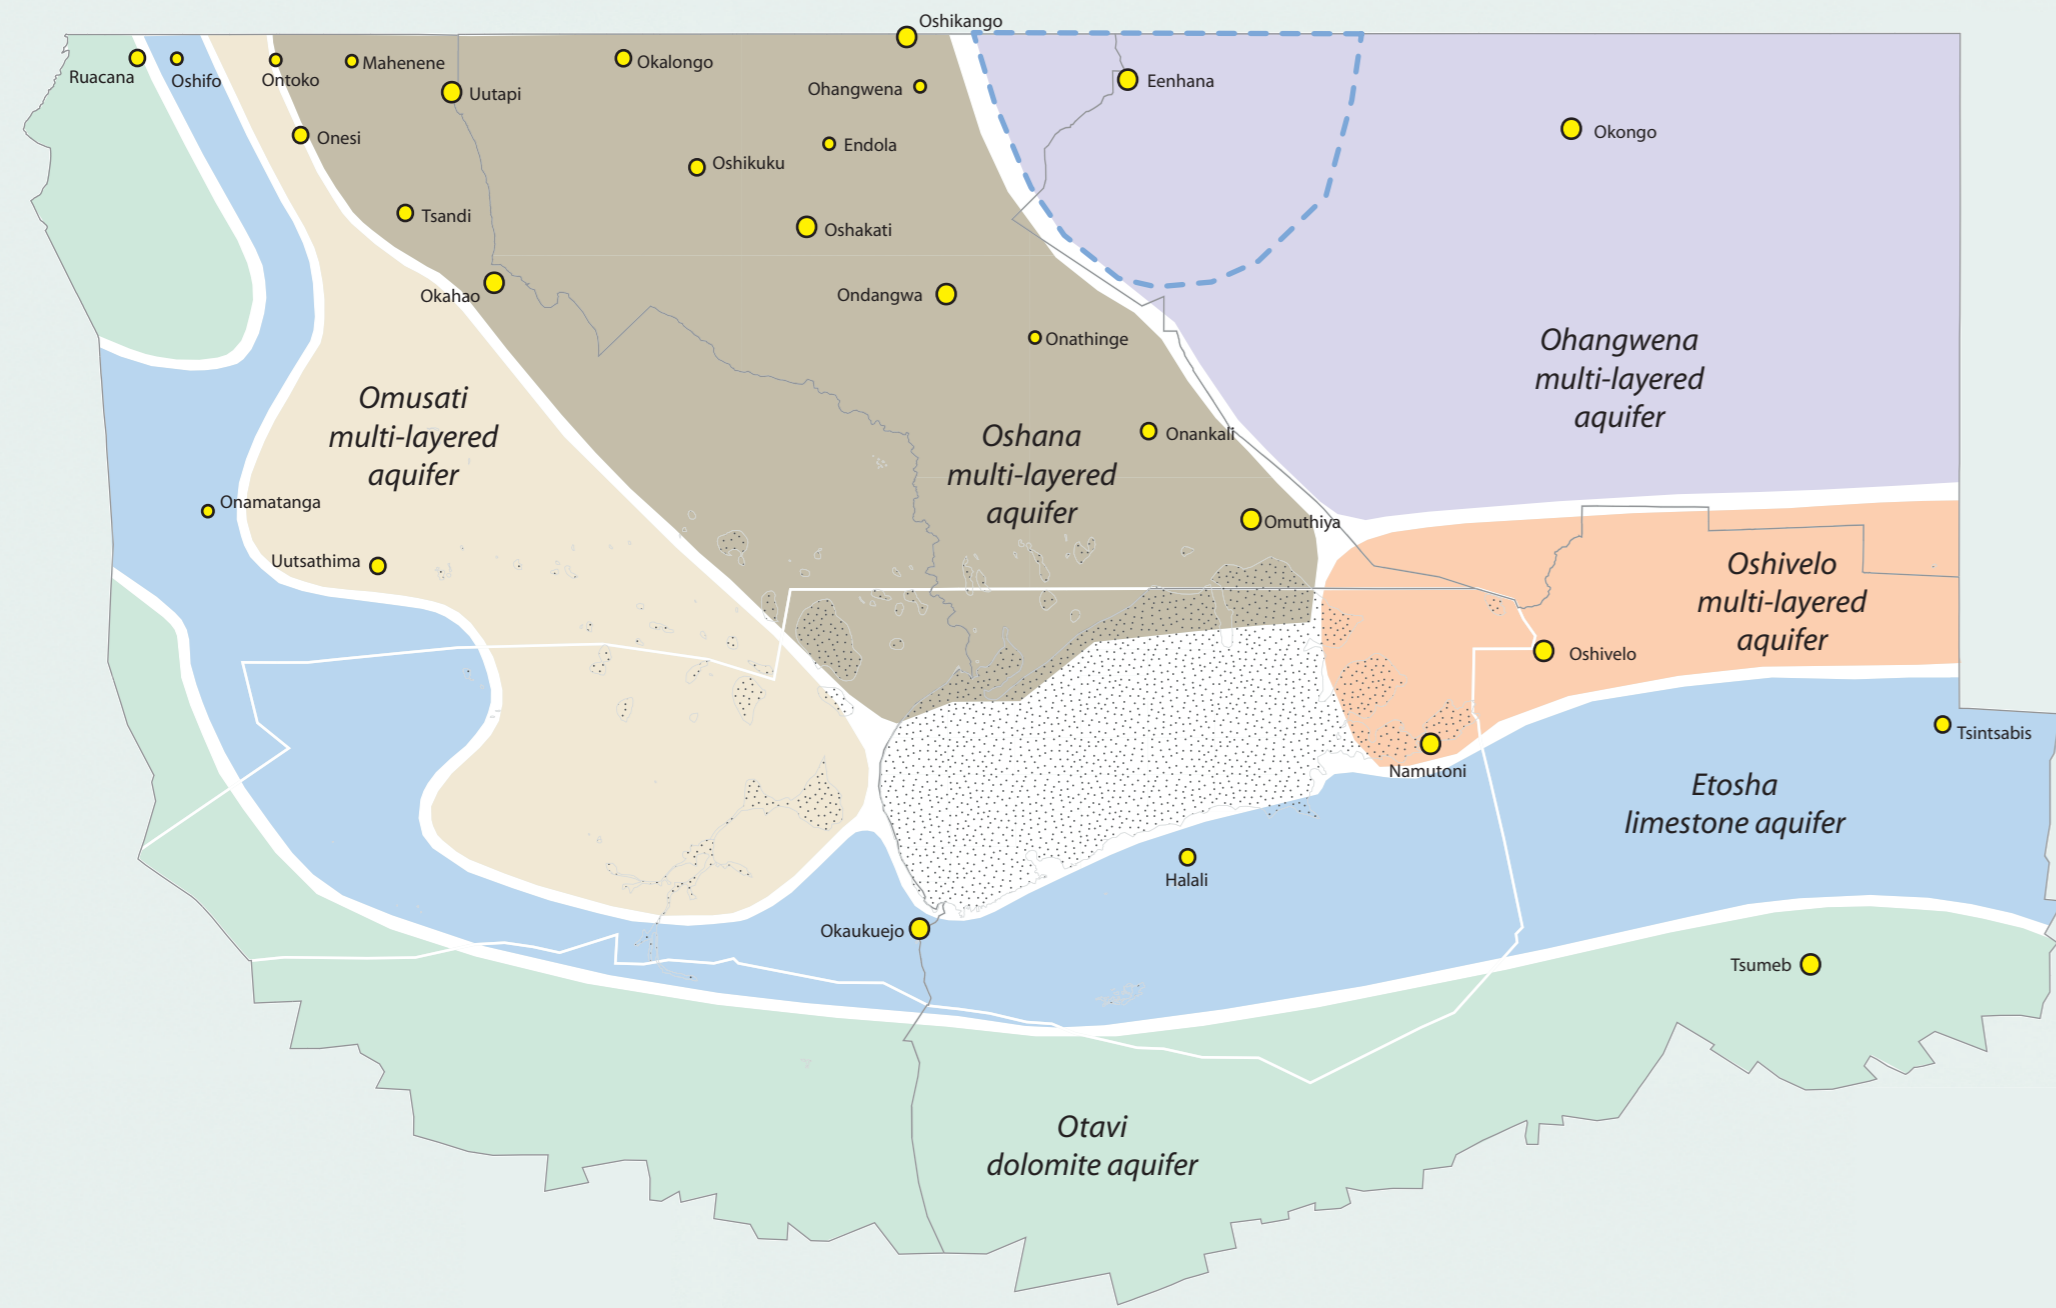 Oshikango
Ruacana
Oshifo
Ontoko
Mahenene
Uutapi
Okalongo
Ohangwena
Eenhana
Okongo
Onesi
Endola
Oshikuku
Tsandi
Oshakati
Okahao
Ondangwa
Onathinge
Ohangwena
multi-layered
aquifer
Omusati
multi-layered
aquifer
Oshana
multi-layered
aquifer
Onankali
Onamatanga
Omuthiya
Uutsathima
Oshivelo
multi-layered
aquifer
Oshivelo
Tsintsabis
Namutoni
Etosha
limestone aquifer
Halali
Okaukuejo
Tsumeb
Otavi
dolomite aquifer